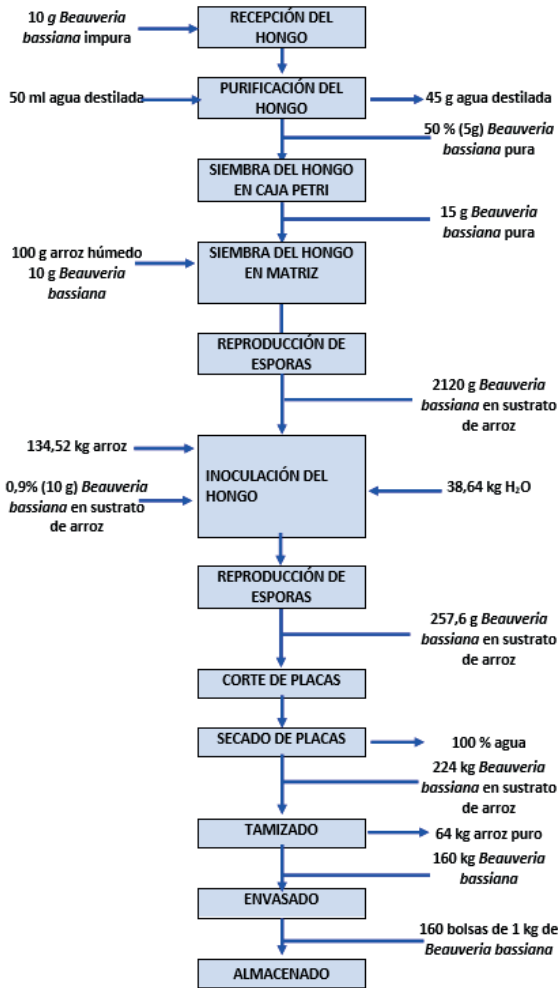 10 g Beauveria
bassiana impura
RECEPCIÓN DEL
HONGO
50 ml agua destilada
PURIFICACIÓN DEL
HONGO
45 g agua destilada
50 % (5g) Beauveria
bassiana pura
SIEMBRA DEL HONGO
EN CAJA PETRI
15 g Beauveria
bassiana pura
100 g arroz húmedo
10 g Beauveria
bassiana
SIEMBRA DEL HONGO
EN MATRIZ
REPRODUCCIÓN DE
ESPORAS
2120 g Beauveria
bassiana en sustrato
de arroz
134,52 kg arroz
0,9% (10 g) Beauveria
bassiana en sustrato
de arroz
INOCULACIÓN DEL
HONGO
38,64 kg H₂O
REPRODUCCIÓN DE
ESPORAS
257,6 g Beauveria
bassiana en sustrato
de arroz
CORTE DE PLACAS
SECADO DE PLACAS
100 % agua
224 kg Beauveria
bassiana en sustrato
de arroz
TAMIZADO
64 kg arroz puro
160 kg Beauveria
bassiana
ENVASADO
160 bolsas de 1 kg de
Beauveria bassiana
ALMACENADO